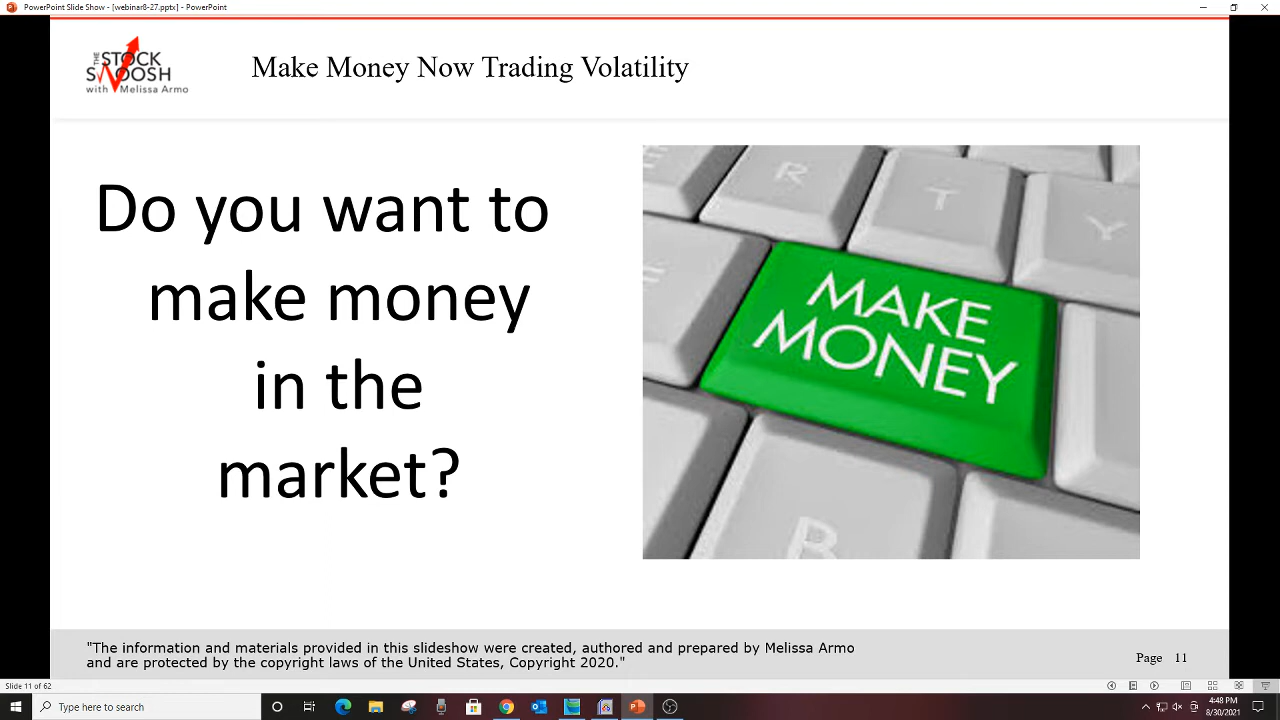 PowerPoint Slide Show - [webinar8-27.pptx] - PowerPoint
THE
STOCK
SWOOSH
with Melissa Armo
Make Money Now Trading Volatility
Do you want to
make money
in the
market?
E
R
T
Y
F
MAKE
MONEY
B
"The information and materials provided in this slideshow were created, authored and prepared by Melissa Armo
and are protected by the copyright laws of the United States, Copyright 2020."
Page 11
Slide 11 of 62
Type here to search
4:48 PM
8/30/2021